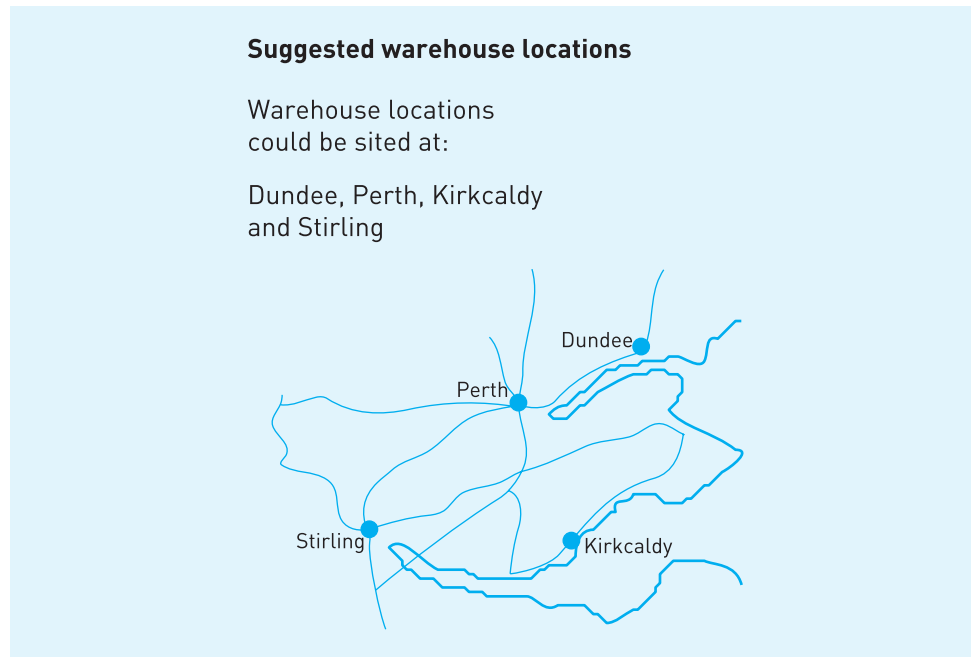 Suggested warehouse locations
Warehouse locations
could be sited at:
Dundee, Perth, Kirkcaldy
and Stirling
Dundee
Perth
Stirling
Kirkcaldy